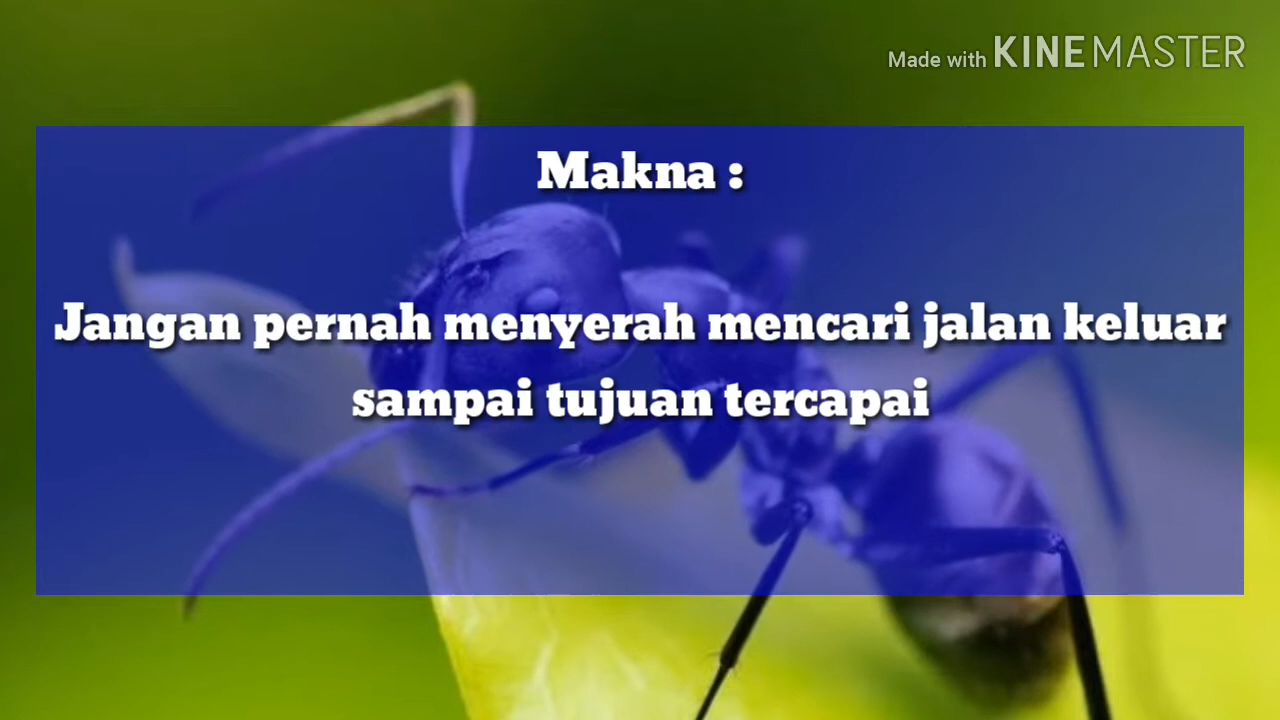 Made with KINEMASTER
Makna :
Jangan pernah menyerah mencari jalan keluar
sampai tujuan tercapai